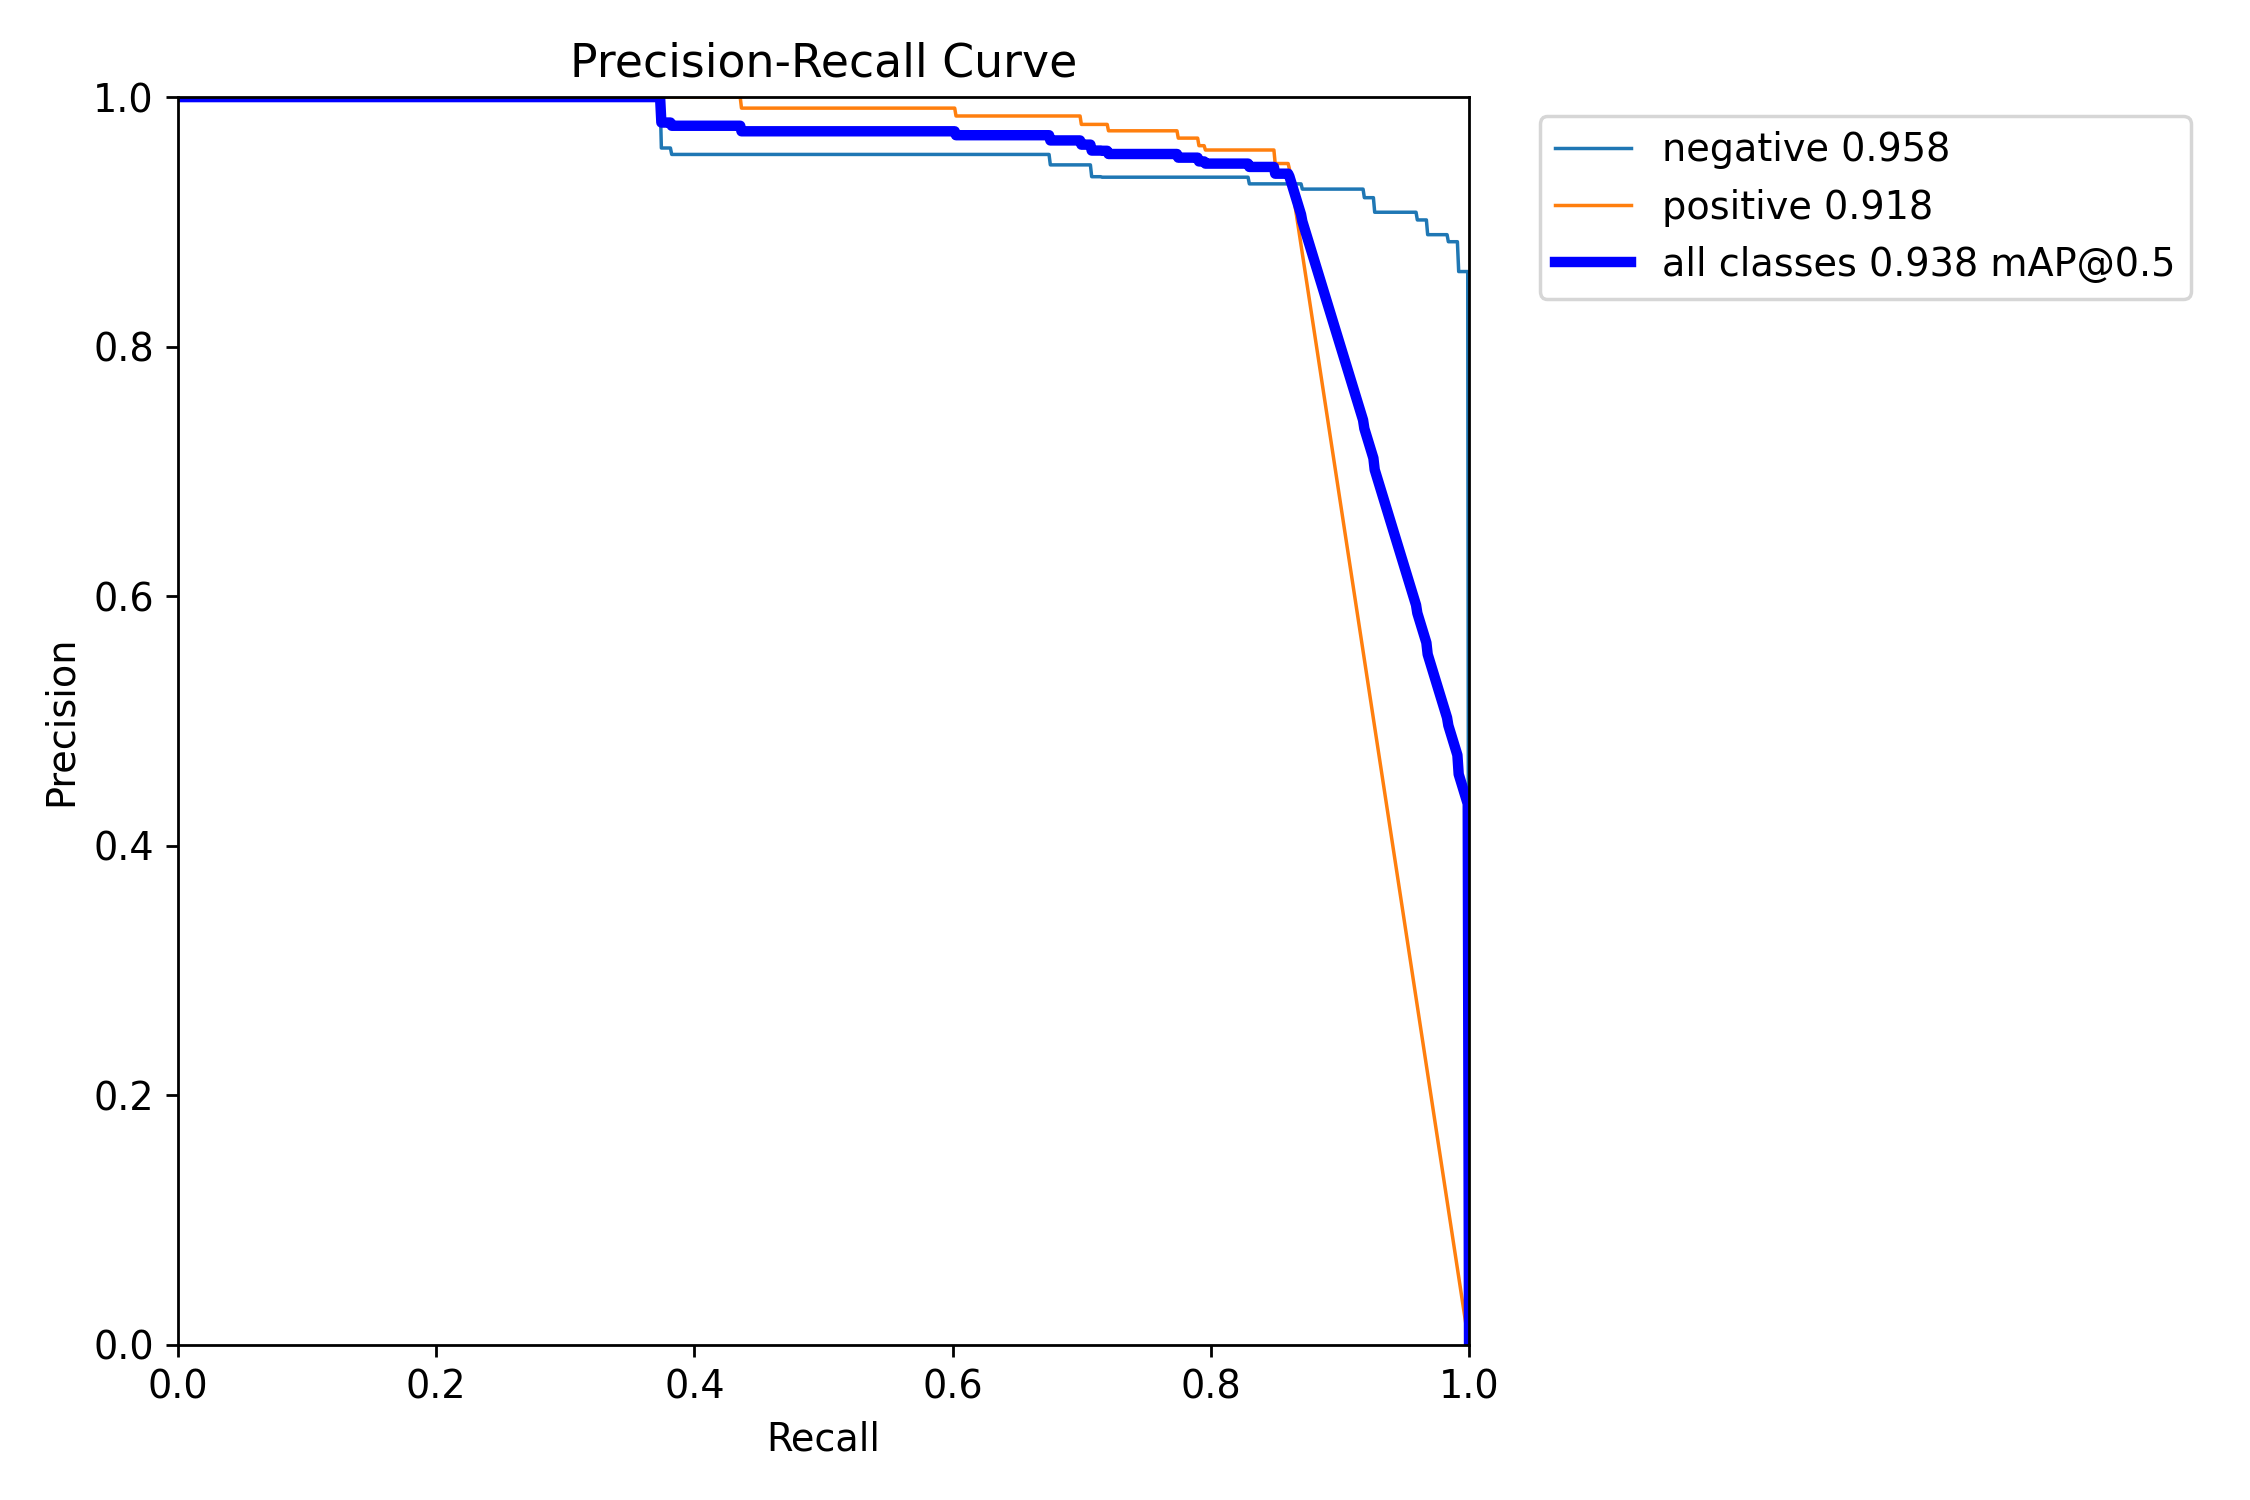 Precision-Recall Curve
1.0
0.8
0.6
0.4
0.2
0.0
Precision
0.0 0.2 0.4 0.6 0.8 1.0
Recall
negative 0.958
positive 0.918
all classes 0.938 mAP@0.5